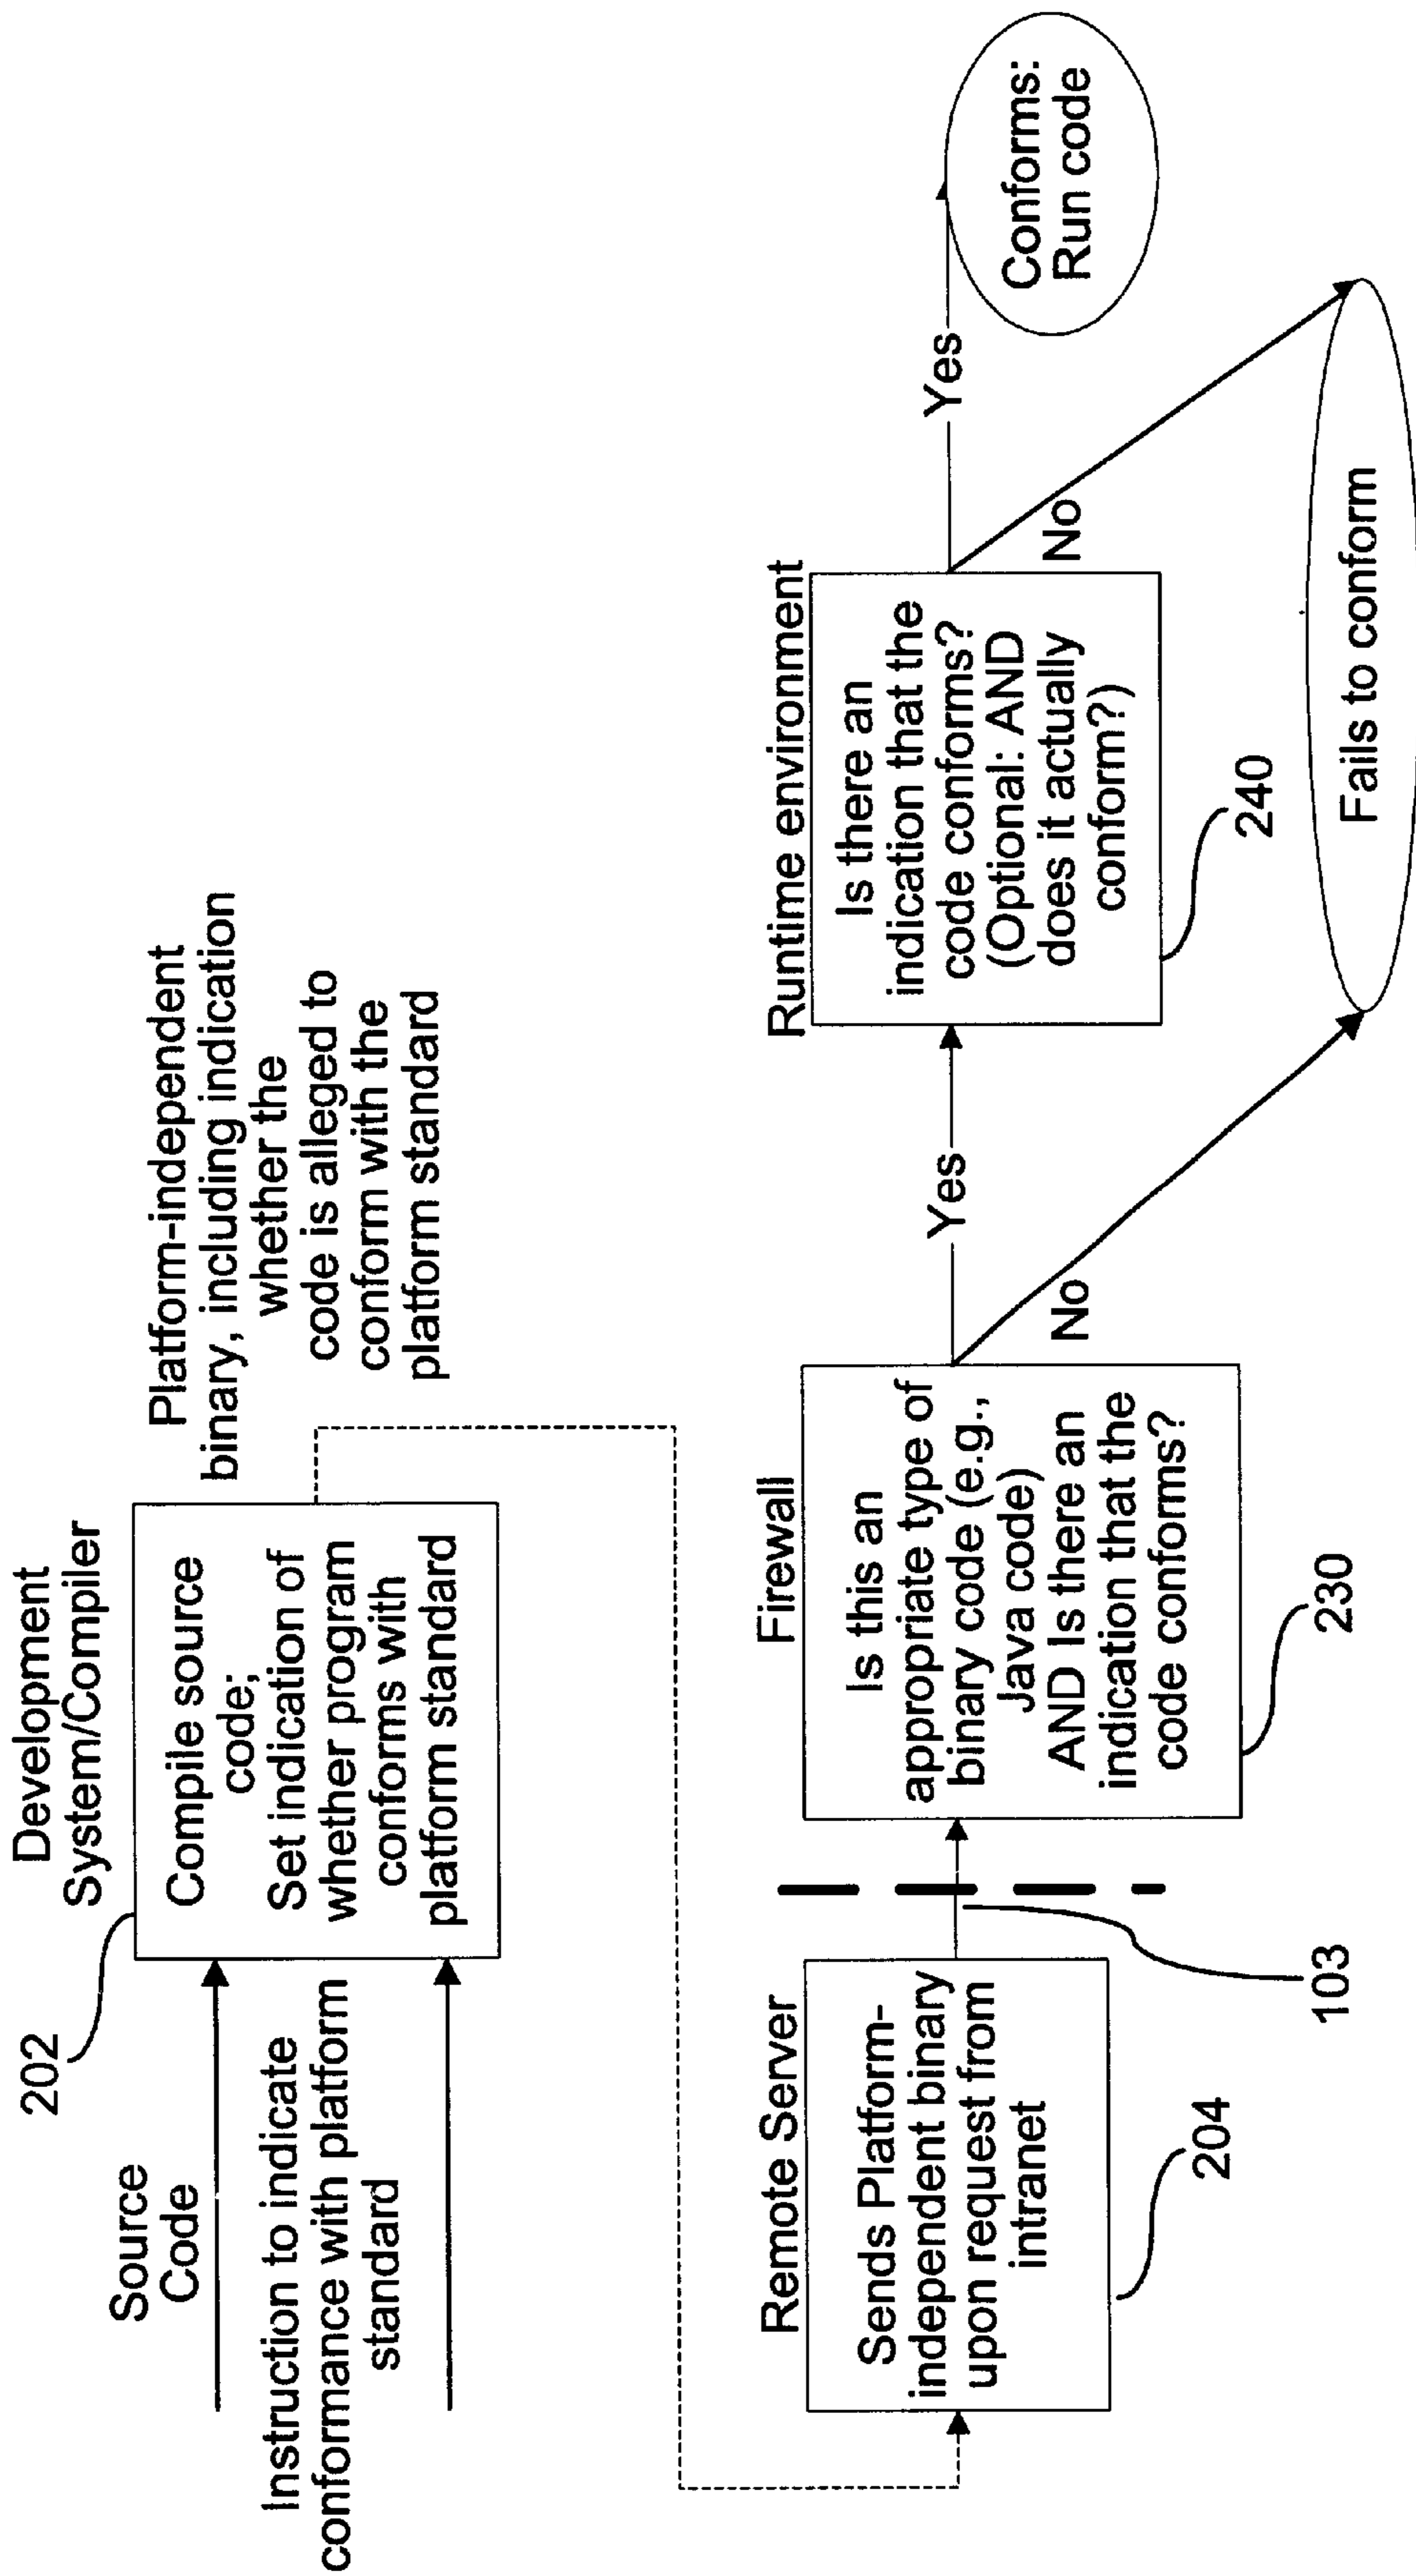 Development
System/Compiler
202
Source
Code
Instruction to indicate
conformance with platform
standard
Compile source
code;
Set indication of
whether program
conforms with
platform standard
Platform-independent
binary, including indication
whether the
code is alleged to
conform with the
platform standard
Remote Server
Sends Platform-
independent binary
upon request from
intranet
204
103
Firewall
Is this an
appropriate type of
binary code (e.g.,
Java code)
AND Is there an
indication that the
code conforms?
230
Yes
No
Runtime environment
Is there an
indication that the
code conforms?
(Optional: AND
does it actually
conform?)
240
Yes
No
Conforms:
Run code
Fails to conform